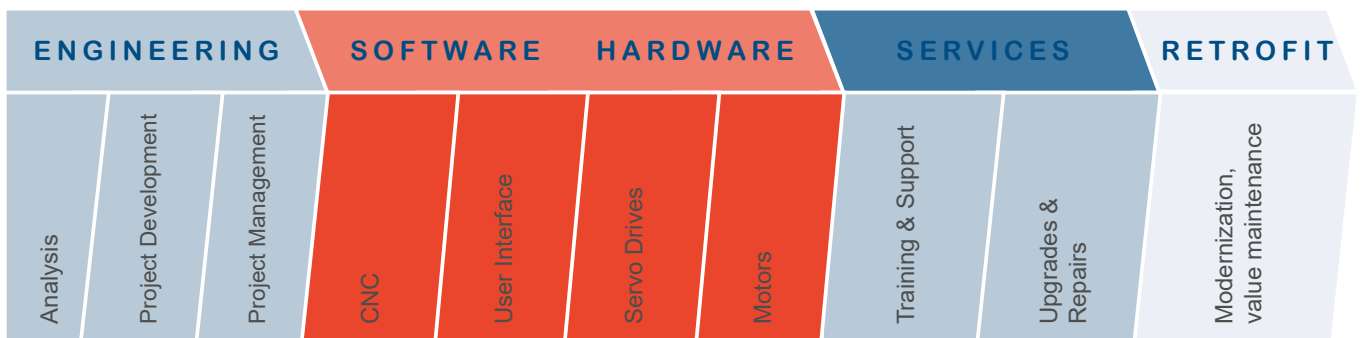 ENGINEERING
SOFTWARE
HARDWARE
SERVICES
RETROFIT
Analysis
Project Development
Project Management
CNC
User Interface
Servo Drives
Motors
Training & Support
Upgrades &
Repairs
Modernization,
value maintenance